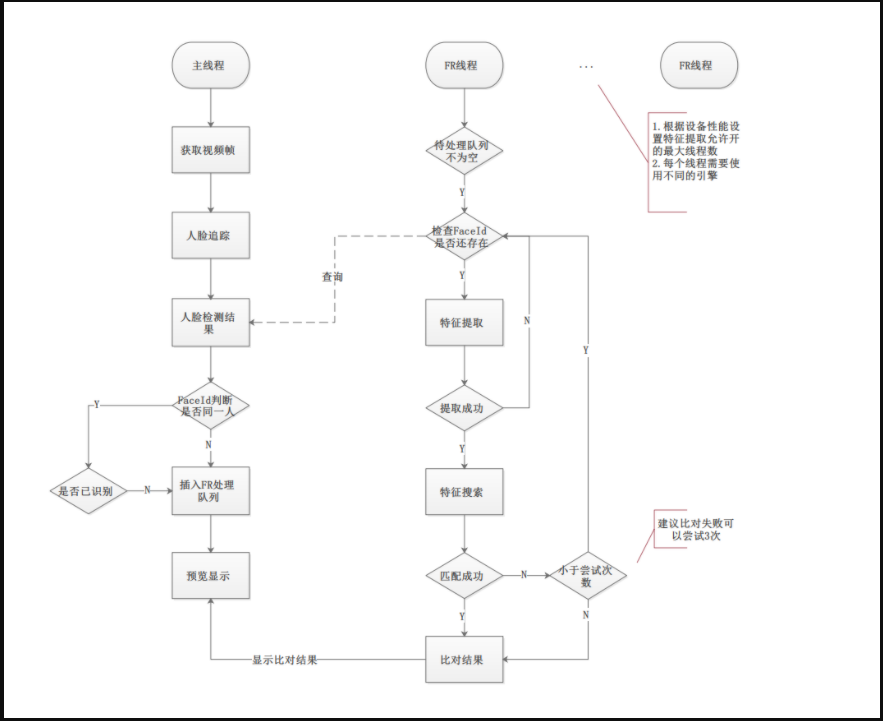 主线程
FR线程
...
FR线程
1.根据设备性能设
置特征提取允许开
的最大线程数
2.每个线程需要使
用不同的引擎
获取视频帧
待处理队列
不为空
Y
人脸追踪
检查FaceId
是否还存在
查询
Y
人脸检测结
果
特征提取
N
Y
FaceId判断
是否同一人
Y
提取成功
N
Y
是否已识别
N
插入FR处理
队列
特征搜索
建议比对失败可
以尝试3次
预览显示
匹配成功
N
小于尝试次
数
Y
N
显示比对结果
比对结果